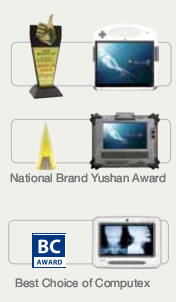 National Brand Yushan Award
BC
AWARD
Best Choice of Computex